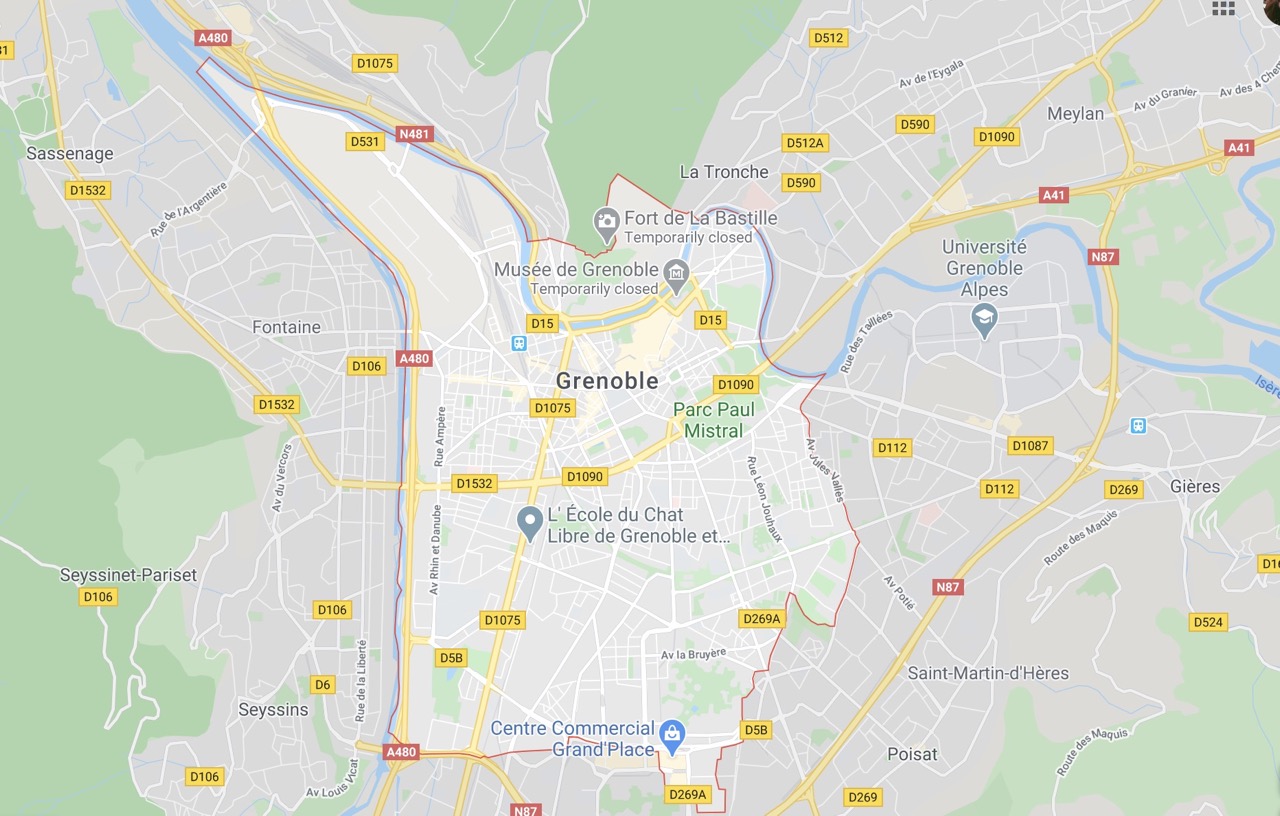 A480
D1075
D512
Av de l'Eygala
Meylan
Av du Granier
Av des 4 Chem
D531
N481
D590
D1090
D512A
A41
Sassenage
La Tronche
D590
D1532
A41
Rue de l'Argentière
Fort de La Bastille
Temporarily closed
Université
Grenoble
Alpes
N87
Musée de Grenoble
Temporarily closed
Fontaine
D15
D15
Rue des Taillées
A480
D106
Grenoble
D1090
Isère
D1532
D1075
Parc Paul
Mistral
Rue Ampère
D112
D1087
Av du Vercors
D1532
D1090
Rue Léon Jouhaux
Av Jules Vallès
D112
D269
Gières
L' École du Chat
Libre de Grenoble et...
Av Rhin et Danube
Route des Maquis
Seyssinet-Pariset
D106
D106
D1075
D269A
Av Potié
N87
D524
D5B
Av la Bruyère
Rue de la Liberté
D6
Saint-Martin-d'Hères
Seyssins
Centre Commercial
Grand'Place
D5B
A480
Poisat
Route des Maquis
D106
Av Louis Vicat
D269A
D269
N87